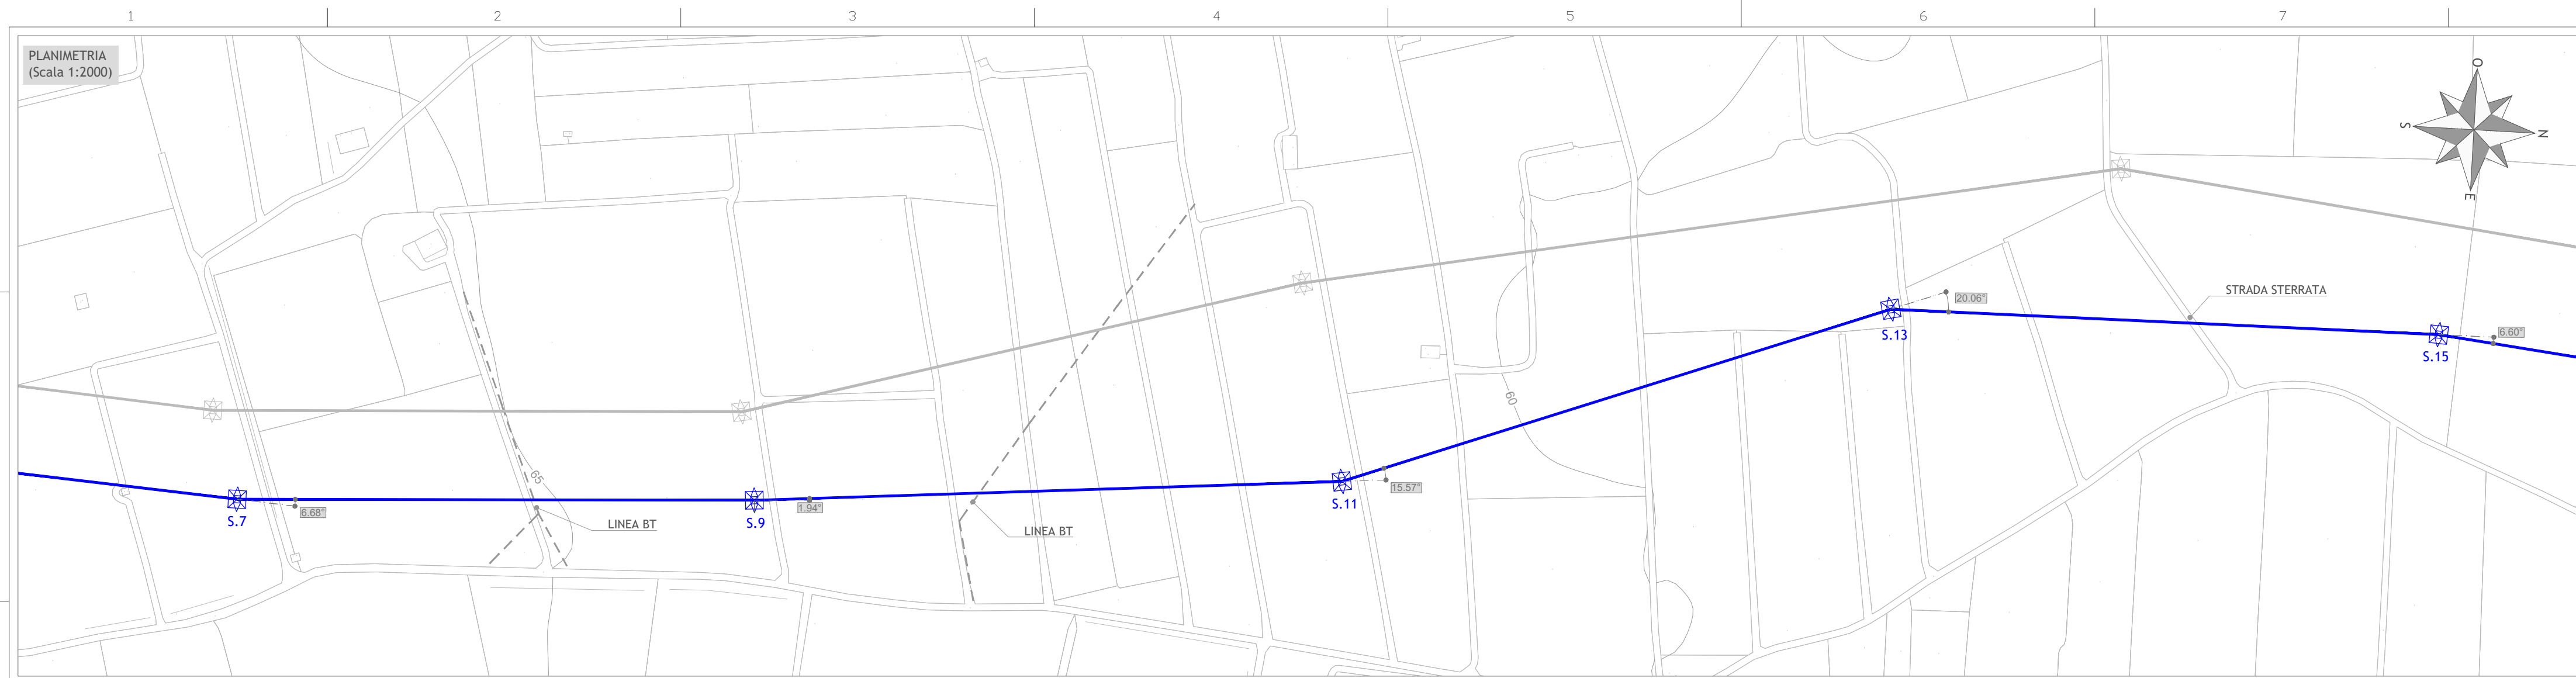 1 2 3 4 5 6 7
PLANIMETRIA
(Scala 1:2000)
O
S
N
E
STRADA STERRATA
20.06°
S.13
6.60°
S.15
60
65
S.7
6.68°
LINEA BT
S.9
1.94°
LINEA BT
S.11
15.57°